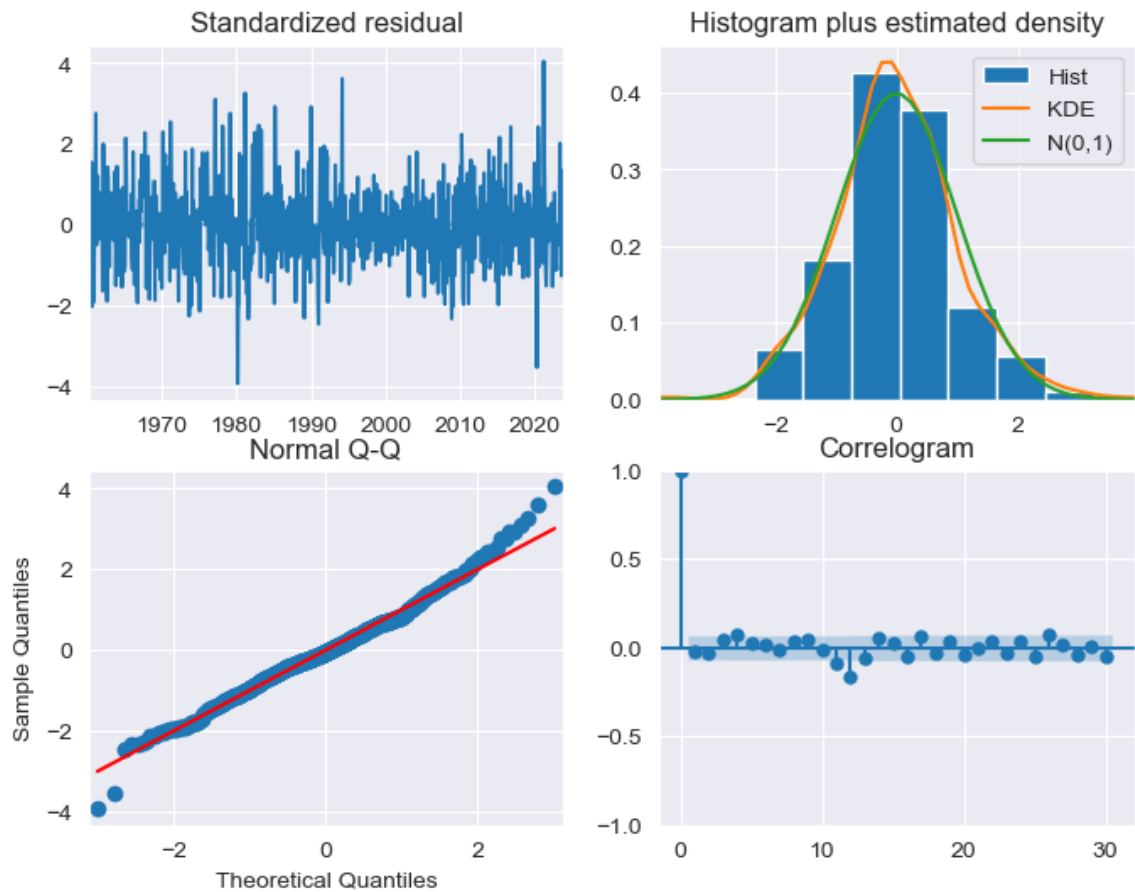 Standardized residual
4
2
0
−2
−4
1970 1980 1990 2000 2010 2020
Histogram plus estimated density
Hist
KDE
N(0,1)
0.4
0.3
0.2
0.1
0.0
−2 0 2
Normal Q-Q
Sample Quantiles
4
2
0
−2
−4
−2 0 2
Theoretical Quantiles
Correlogram
1.0
0.5
0.0
−0.5
−1.0
0 10 20 30